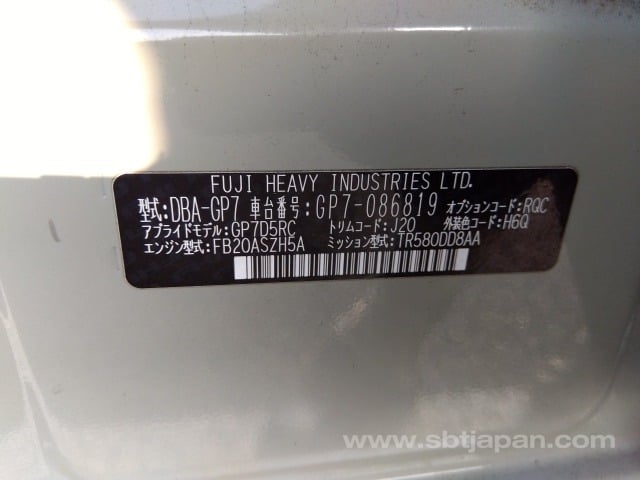 FUJI HEAVY INDUSTRIES LTD.
型式:DBA-GP7 車台番号:GP7-086819 オプションコード:RQC
アプライドモデル:GP7D5RC トリムコード:J20 外装色コード:H6Q
エンジン型式:FB20ASZH5A ミッション型式:TR580DD8AA
www.sbtjapan.com